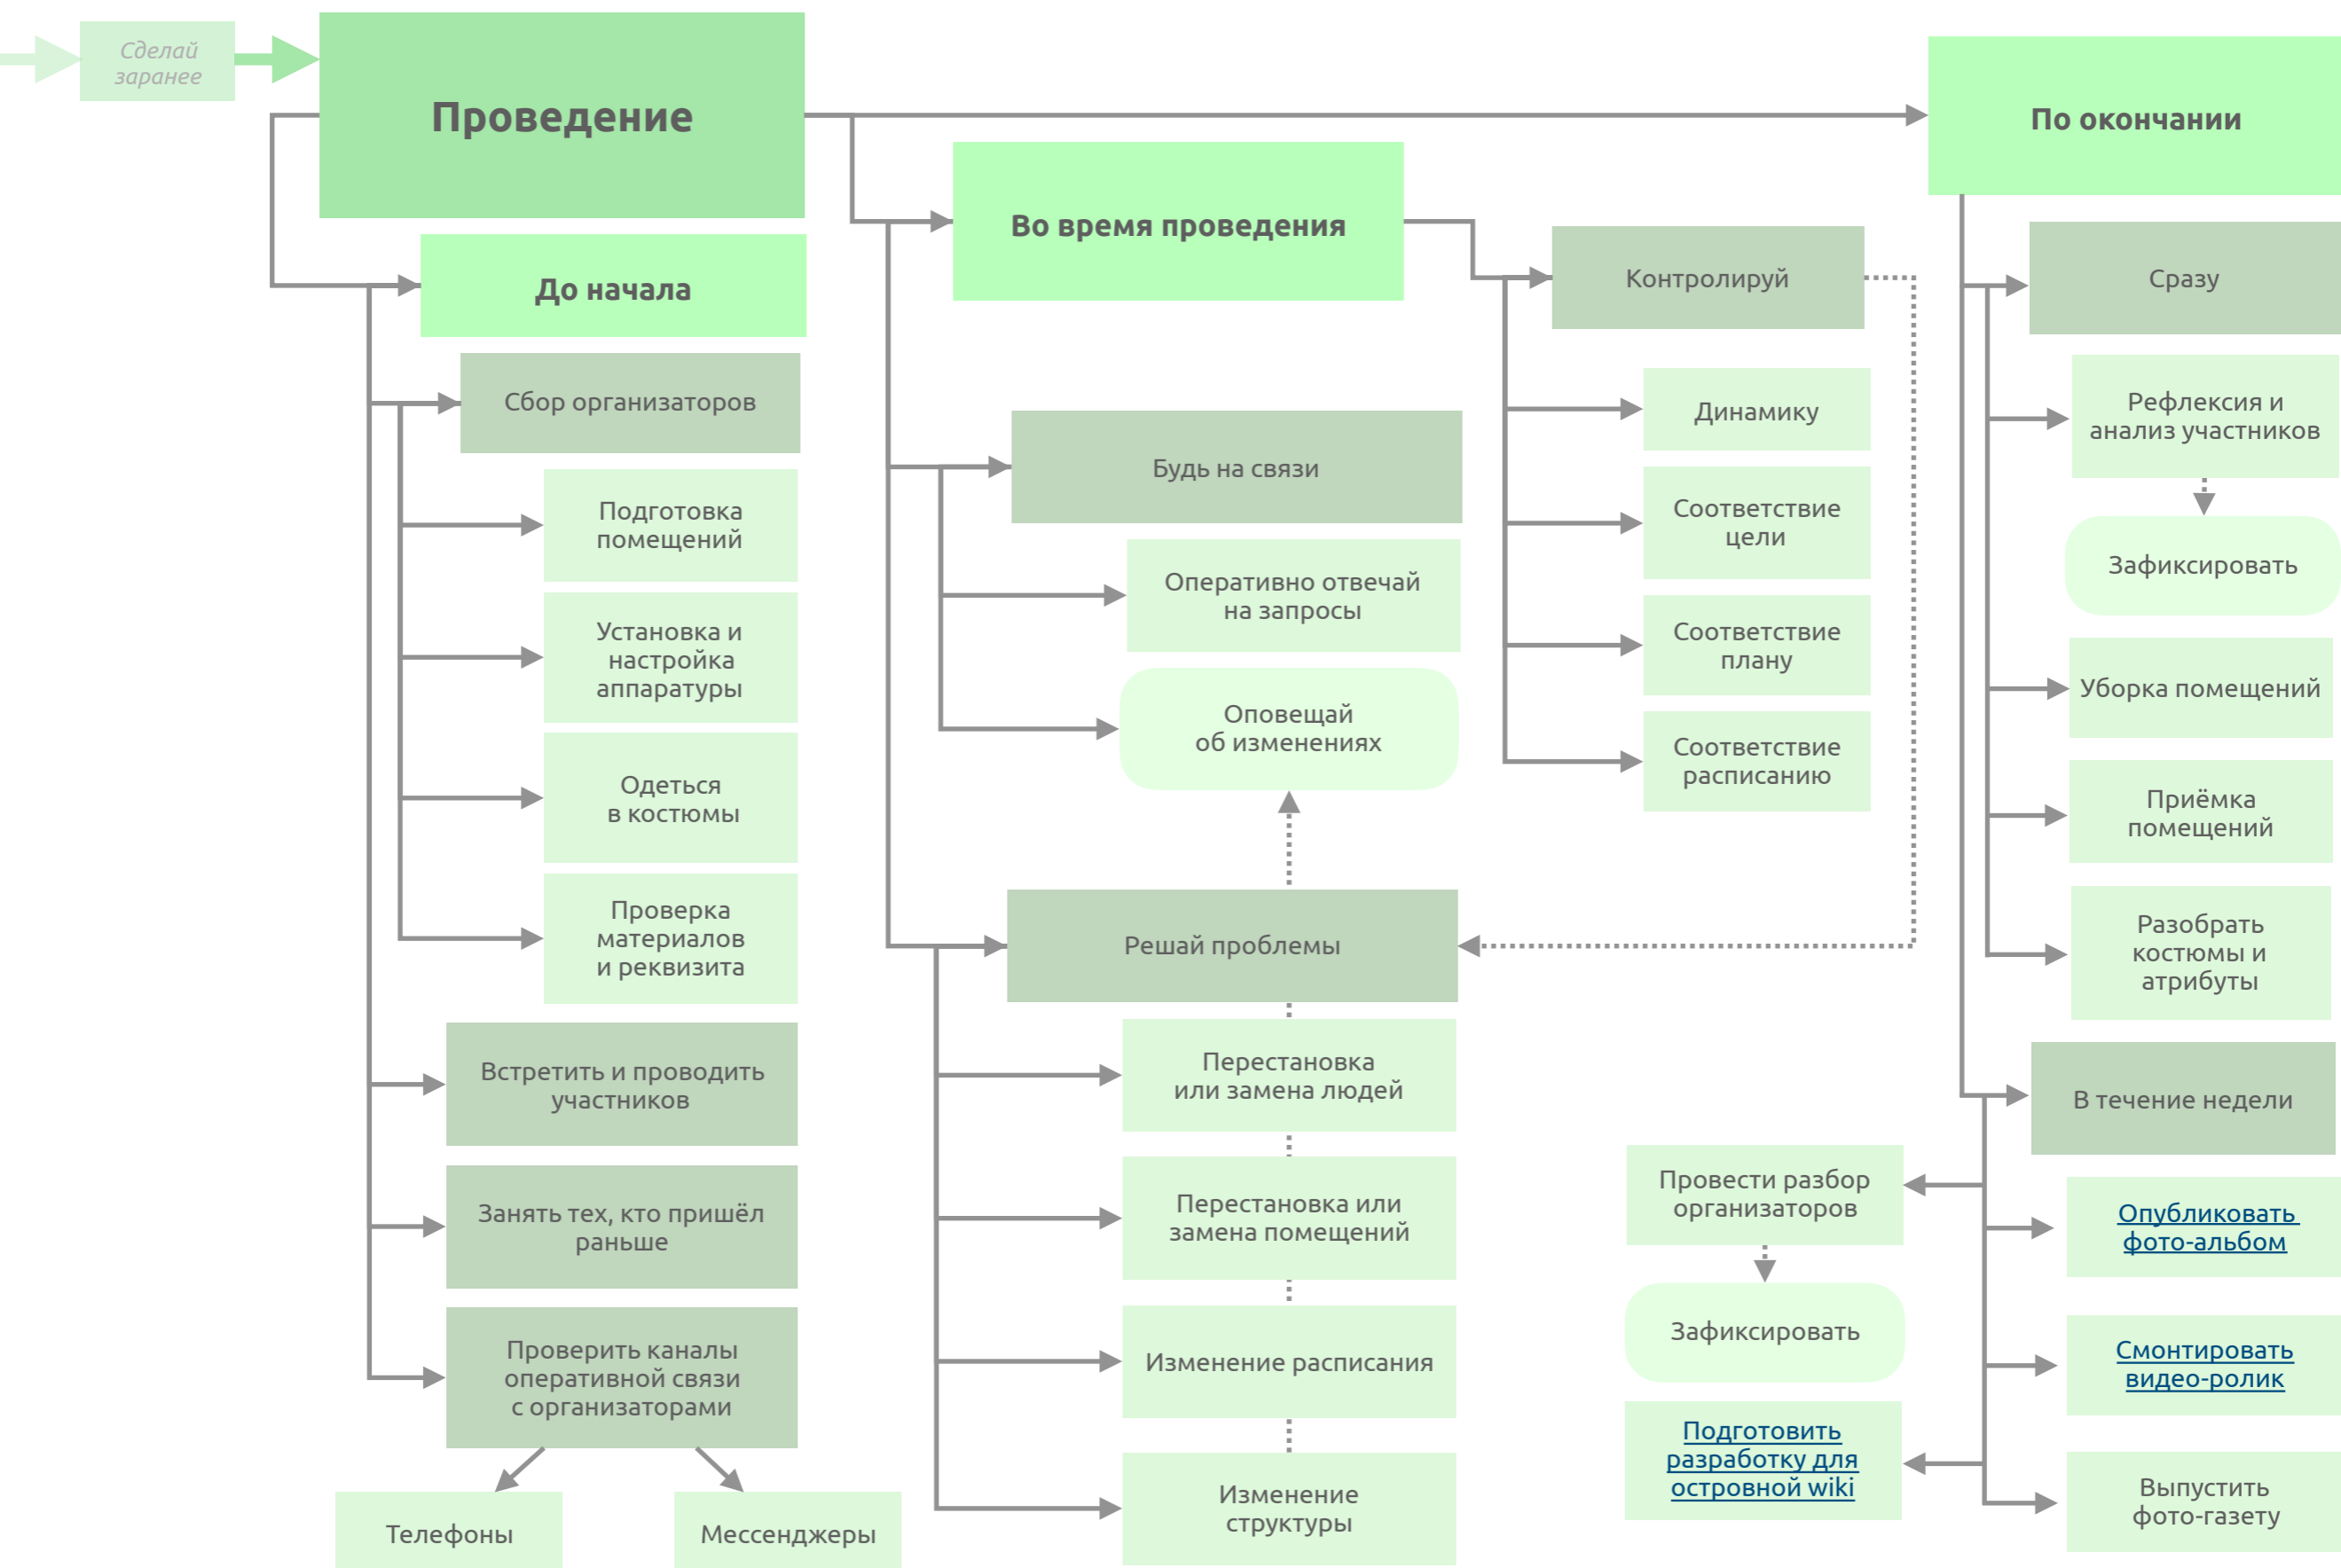 Сделай
заранее
Проведение
До начала
Сбор организаторов
Подготовка
помещений
Установка и
настройка
аппаратуры
Одеться
в костюмы
Проверка
материалов
и реквизита
Встретить и проводить
участников
Занять тех, кто пришёл
раньше
Проверить каналы
оперативной связи
с организаторами
Телефоны
Мессенджеры
Во время проведения
Будь на связи
Оперативно отвечай
на запросы
Оповещай
об изменениях
Решай проблемы
Перестановка
или замена людей
Перестановка или
замена помещений
Изменение расписания
Изменение
структуры
Контролируй
Динамику
Соответствие
цели
Соответствие
плану
Соответствие
расписанию
По окончании
Сразу
Рефлексия и
анализ участников
Зафиксировать
Уборка помещений
Приёмка
помещений
Разобрать
костюмы и
атрибуты
В течение недели
Провести разбор
организаторов
Зафиксировать
Подготовить
разработку для
островной wiki
Опубликовать
фото-альбом
Смонтировать
видео-ролик
Выпустить
фото-газету